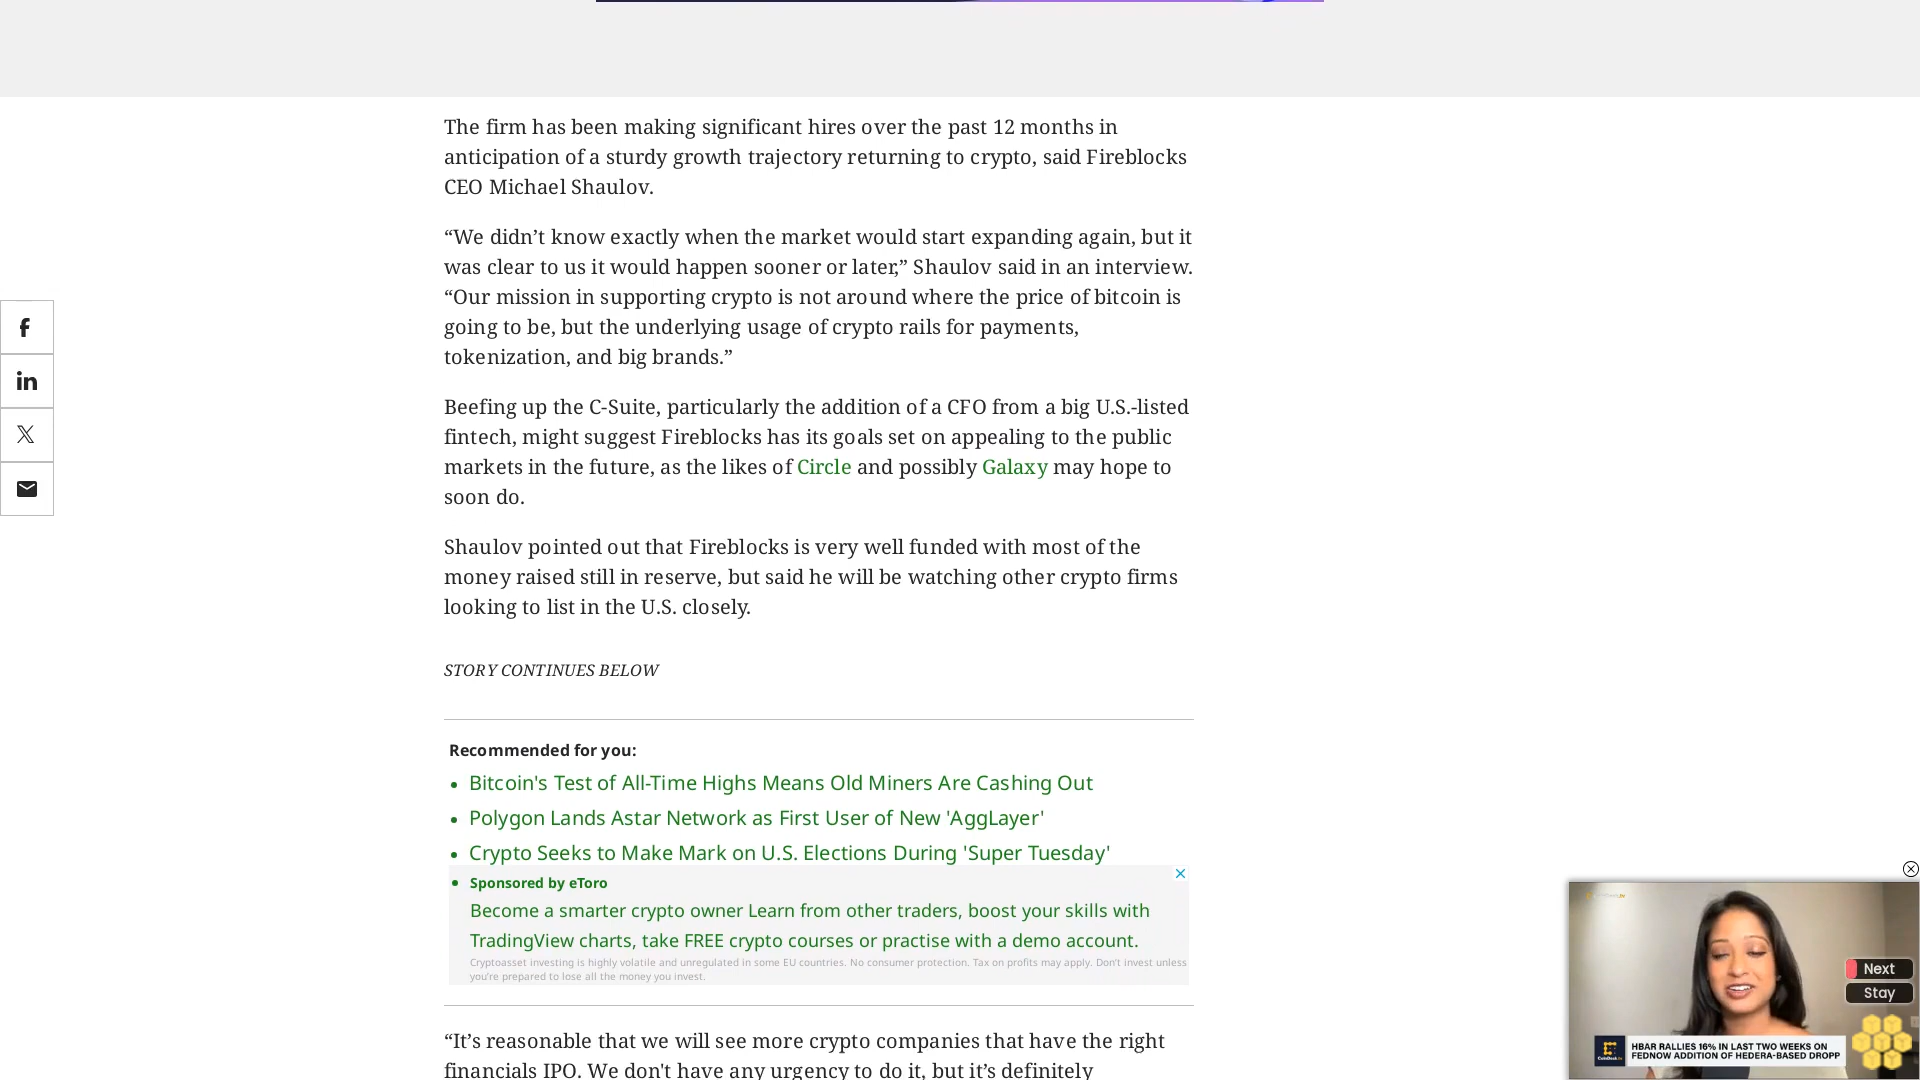 The firm has been making significant hires over the past 12 months in
anticipation of a sturdy growth trajectory returning to crypto, said Fireblocks
CEO Michael Shaulov.
“We didn’t know exactly when the market would start expanding again, but it
was clear to us it would happen sooner or later,” Shaulov said in an interview.
“Our mission in supporting crypto is not around where the price of bitcoin is
going to be, but the underlying usage of crypto rails for payments,
tokenization, and big brands.”
Beefing up the C-Suite, particularly the addition of a CFO from a big U.S.-listed
fintech, might suggest Fireblocks has its goals set on appealing to the public
markets in the future, as the likes of Circle and possibly Galaxy may hope to
soon do.
Shaulov pointed out that Fireblocks is very well funded with most of the
money raised still in reserve, but said he will be watching other crypto firms
looking to list in the U.S. closely.
STORY CONTINUES BELOW
Recommended for you:
• Bitcoin's Test of All-Time Highs Means Old Miners Are Cashing Out
• Polygon Lands Astar Network as First User of New 'AggLayer'
• Crypto Seeks to Make Mark on U.S. Elections During 'Super Tuesday'
• Sponsored by eToro
Become a smarter crypto owner Learn from other traders, boost your skills with
TradingView charts, take FREE crypto courses or practise with a demo account.
Cryptoasset investing is highly volatile and unregulated in some EU countries. No consumer protection. Tax on profits may apply. Don’t invest unless
you’re prepared to lose all the money you invest.
“It’s reasonable that we will see more crypto companies that have the right
financials IPO. We don't have any urgency to do it, but it’s definitely
Next
Stay
HBAR RALLIES 16% IN LAST TWO WEEKS ON
FEDNOW ADDITION OF HEDERA-BASED DROPP